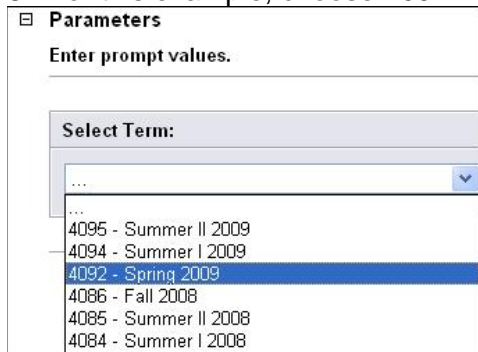 Parameters
Enter prompt values.
Select Term:
...
...
4095 - Summer II 2009
4094 - Summer I 2009
4092 - Spring 2009
4086 - Fall 2008
4085 - Summer II 2008
4084 - Summer I 2008